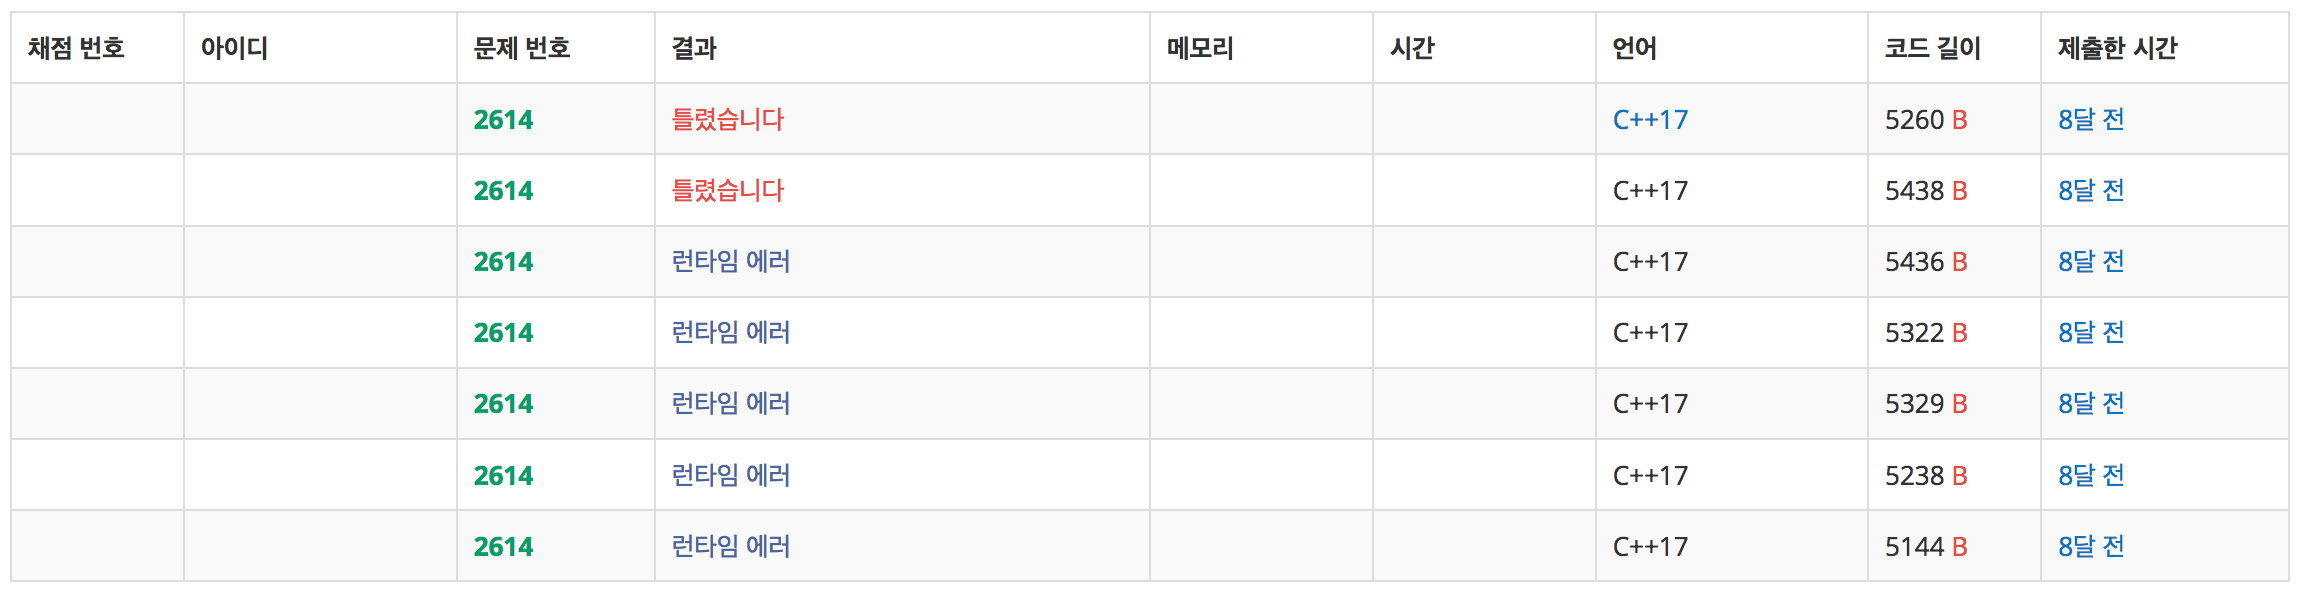 채점 번호 아이디 문제 번호 결과 메모리 시간 언어 코드 길이 제출한 시간
2614 틀렸습니다 C++17 5260 B 8달 전
2614 틀렸습니다 C++17 5438 B 8달 전
2614 런타임 에러 C++17 5436 B 8달 전
2614 런타임 에러 C++17 5322 B 8달 전
2614 런타임 에러 C++17 5329 B 8달 전
2614 런타임 에러 C++17 5238 B 8달 전
2614 런타임 에러 C++17 5144 B 8달 전